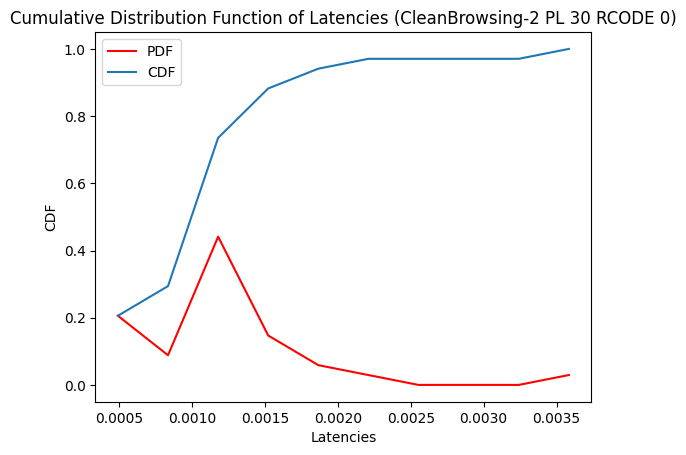 Cumulative Distribution Function of Latencies (CleanBrowsing-2 PL 30 RCODE 0)
PDF
CDF
1.0
0.8
0.6
0.4
0.2
0.0
CDF
0.0005 0.0010 0.0015 0.0020 0.0025 0.0030 0.0035
Latencies